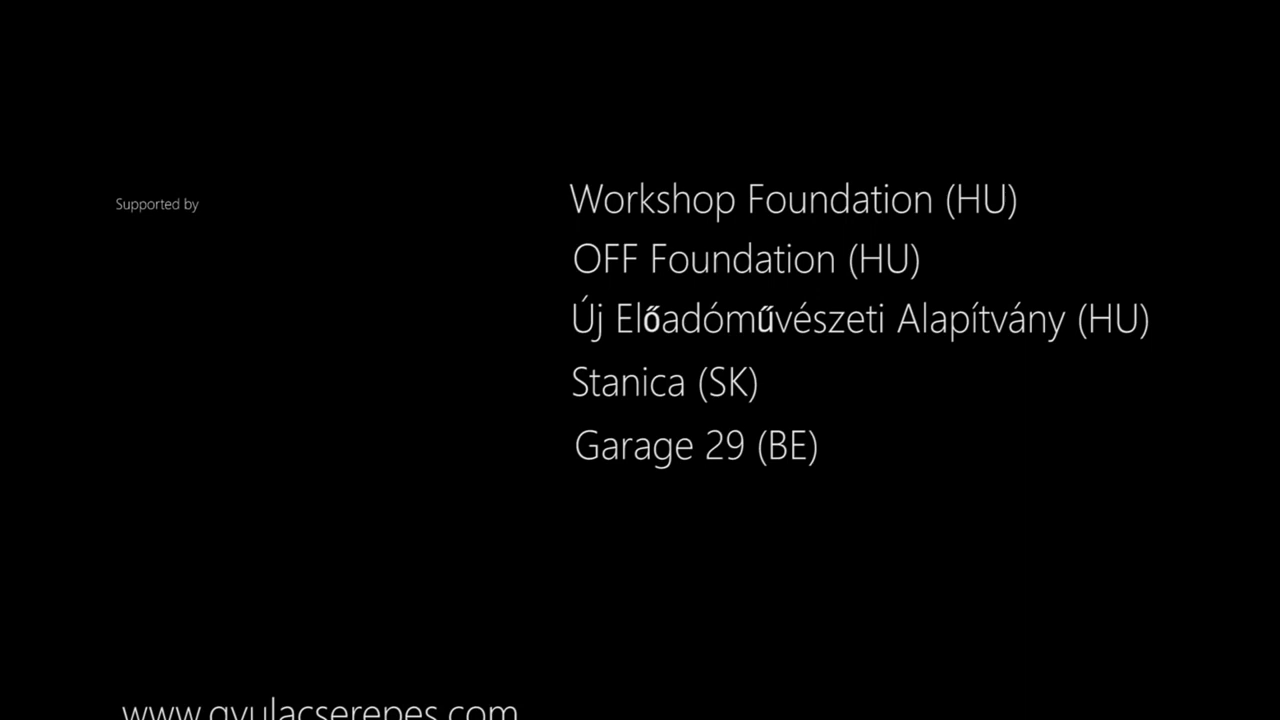 Supported by
Workshop Foundation (HU)
OFF Foundation (HU)
Új Előadóművészeti Alapítvány (HU)
Stanica (SK)
Garage 29 (BE)
www.gyulacserepes.com